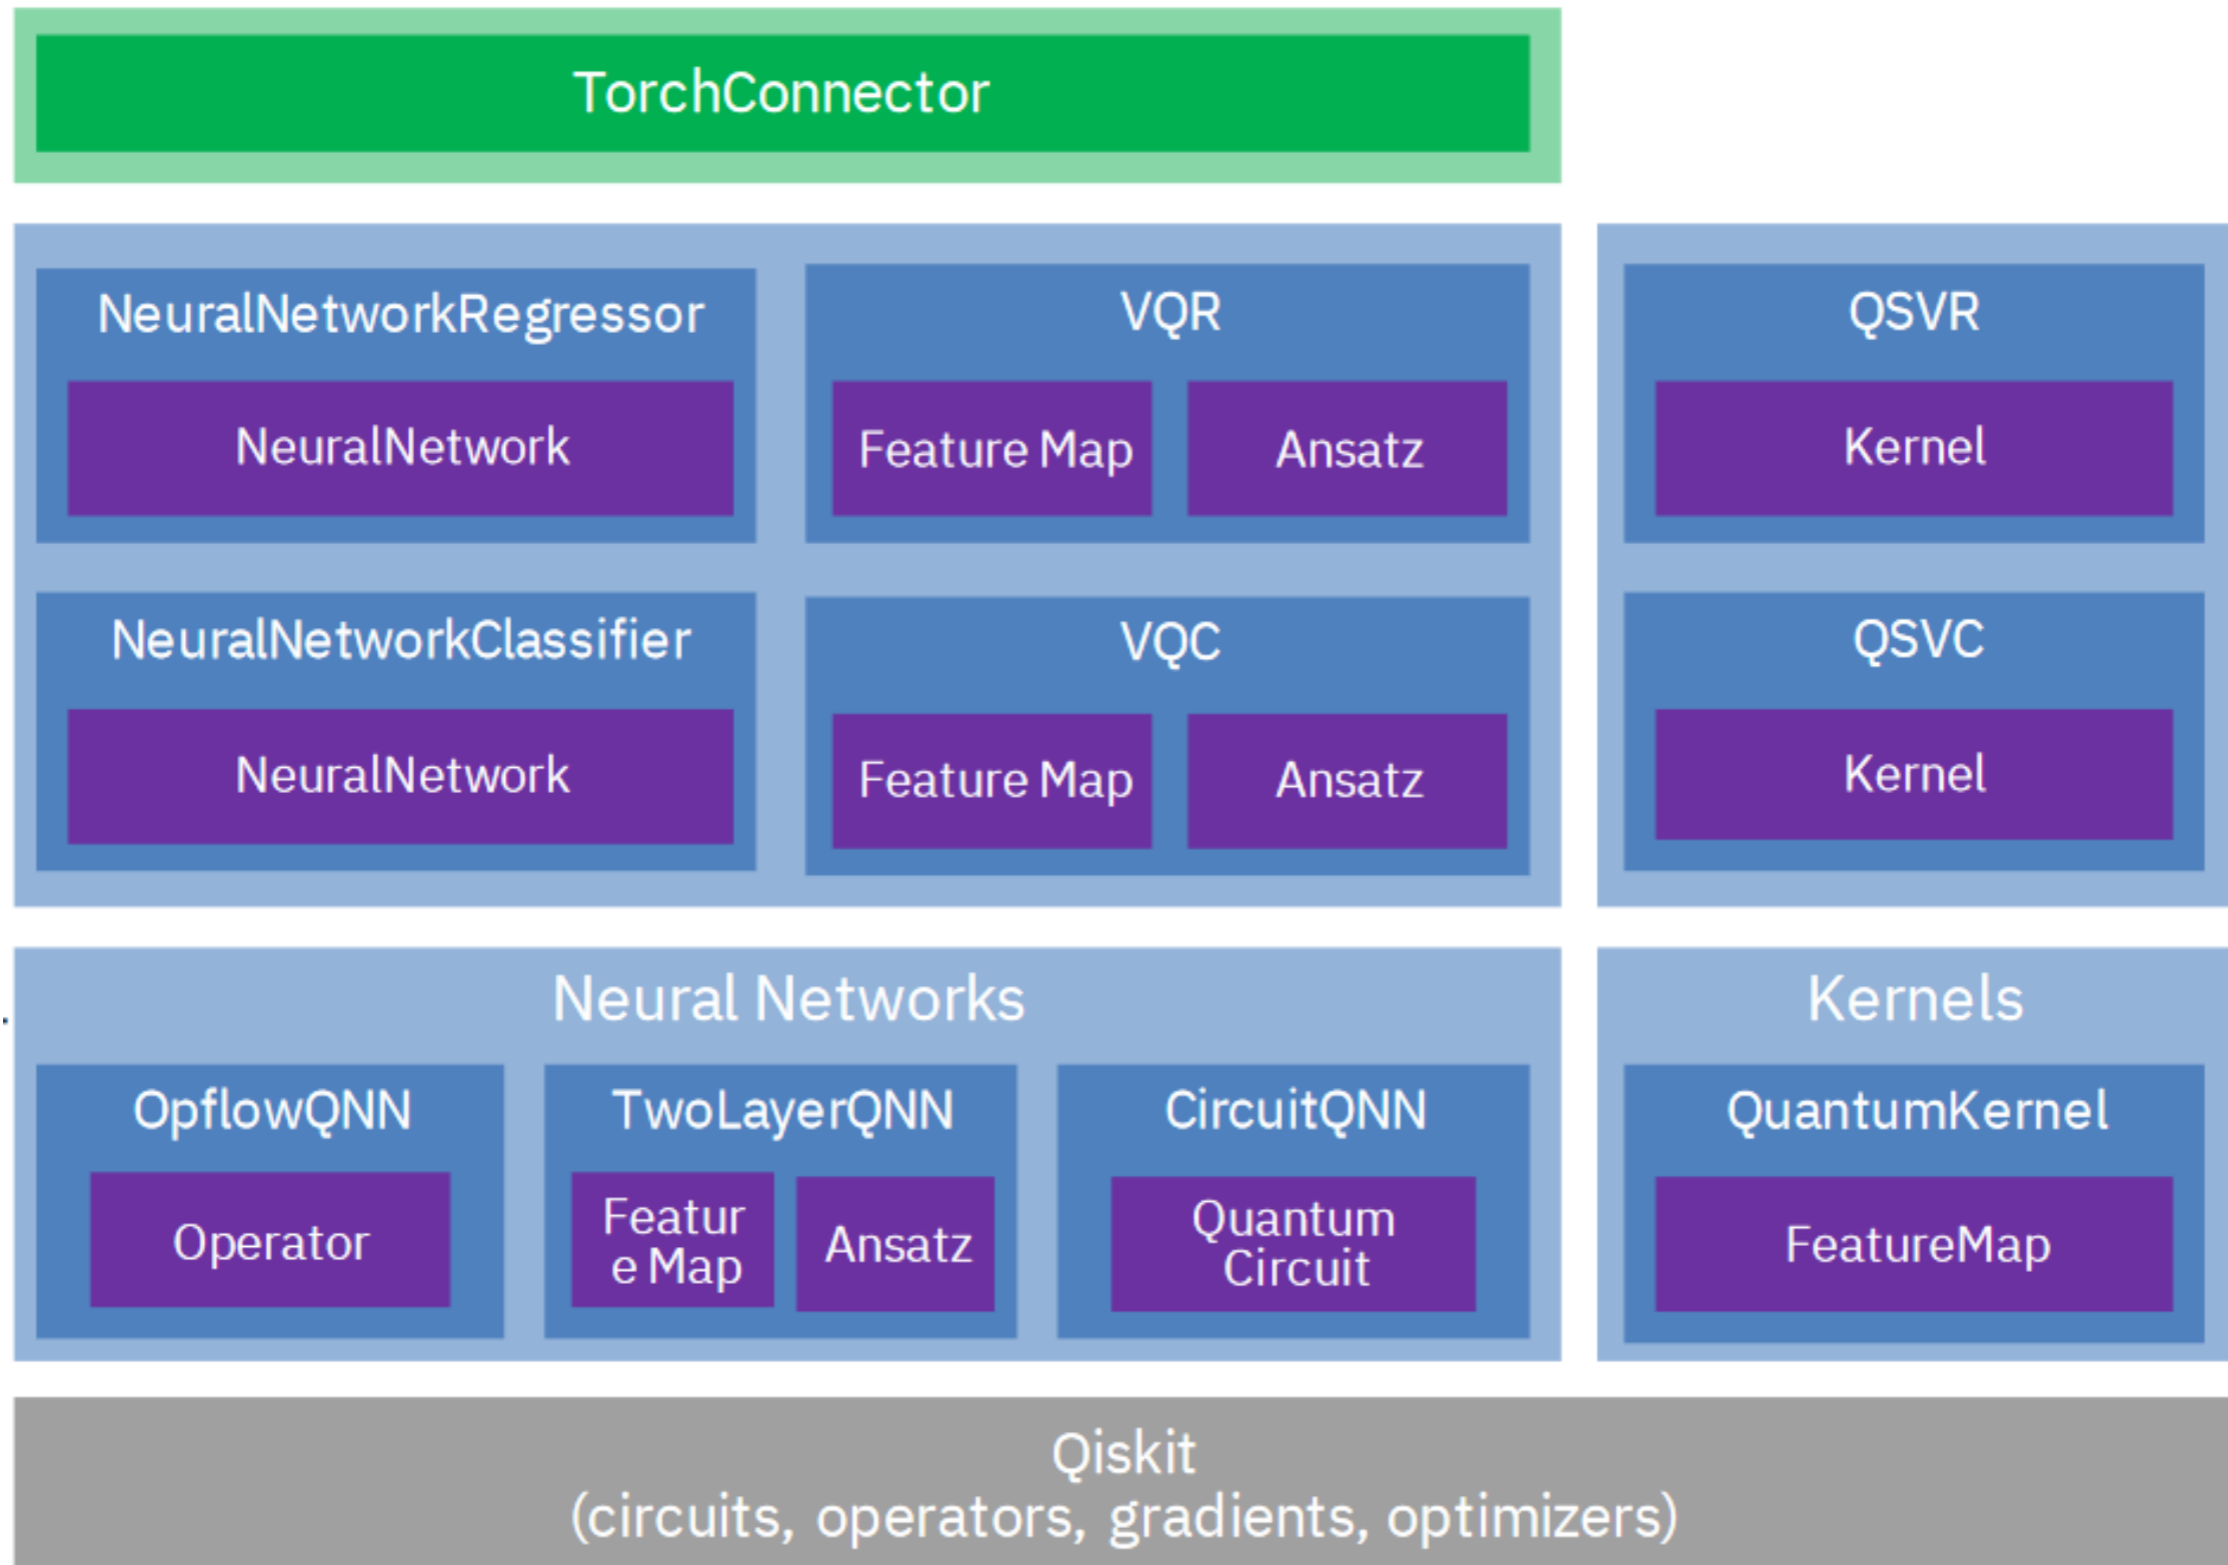 TorchConnector
NeuralNetworkRegressor
NeuralNetwork
VQR
Feature Map
Ansatz
QSVR
Kernel
NeuralNetworkClassifier
NeuralNetwork
VQC
Feature Map
Ansatz
QSVC
Kernel
Neural Networks
OpflowQNN
Operator
TwoLayerQNN
Featur
e Map
Ansatz
CircuitQNN
Quantum
Circuit
Kernels
QuantumKernel
FeatureMap
Qiskit
(circuits, operators, gradients, optimizers)